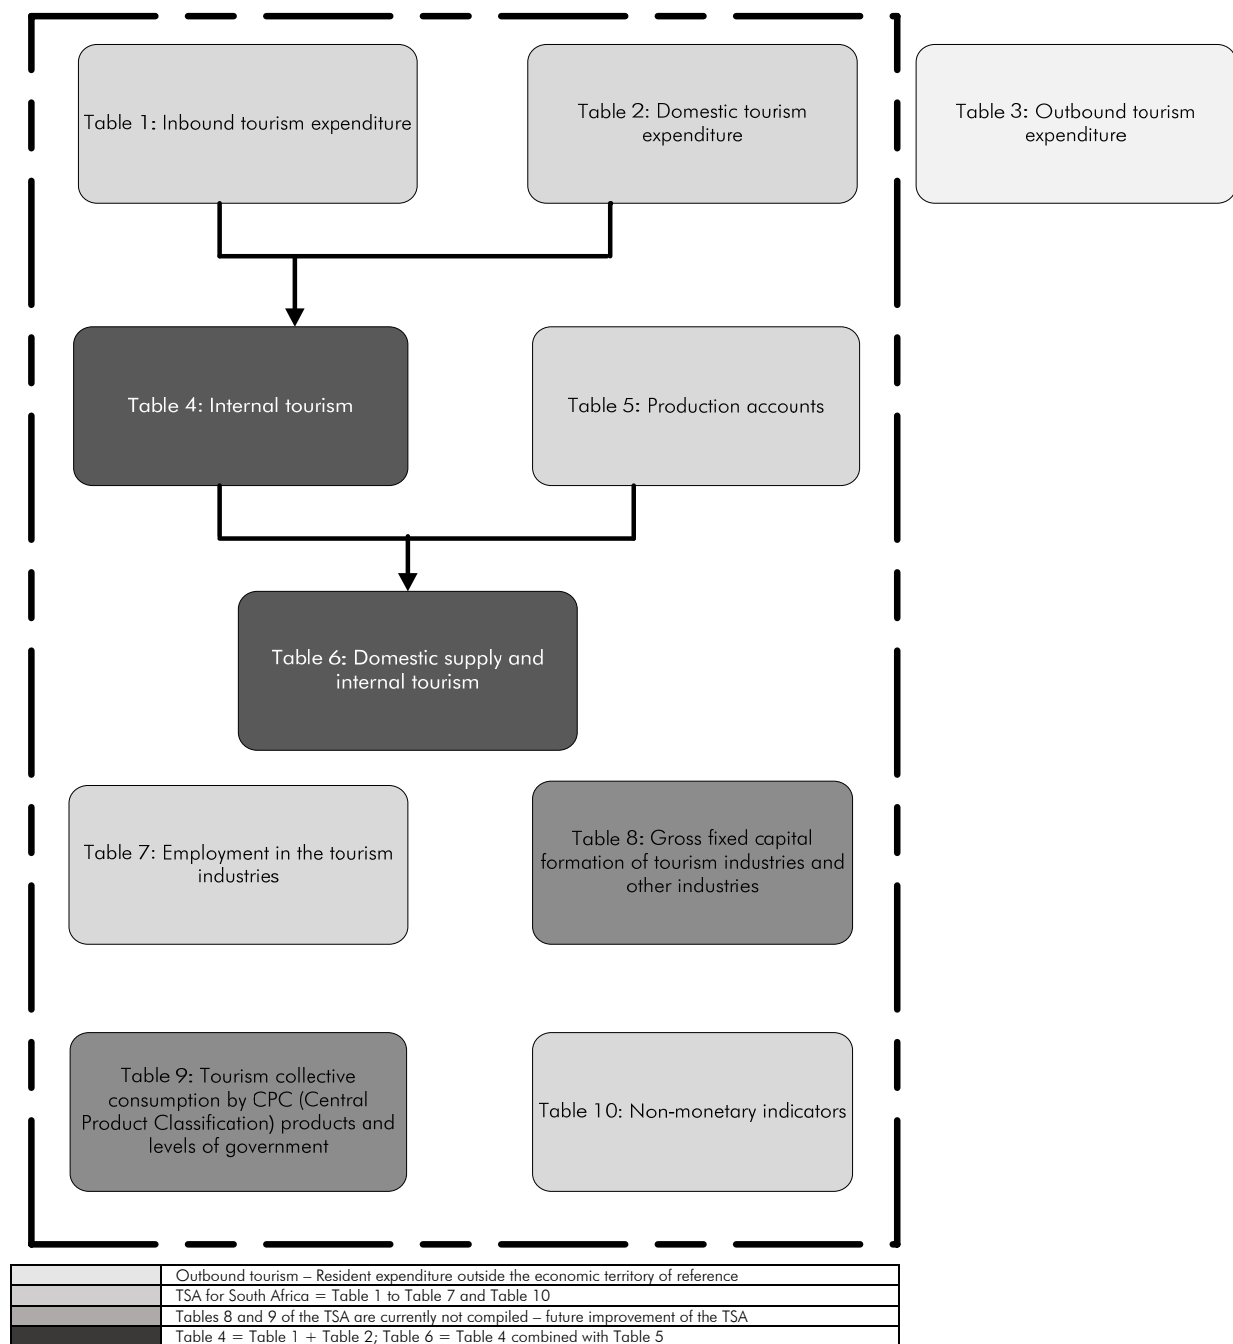 Table 1: Inbound tourism expenditure
Table 2: Domestic tourism
expenditure
Table 3: Outbound tourism
expenditure
Table 4: Internal tourism
Table 5: Production accounts
Table 6: Domestic supply and
internal tourism
Table 7: Employment in the tourism
industries
Table 8: Gross fixed capital
formation of tourism industries and
other industries
Table 9: Tourism collective
consumption by CPC (Central
Product Classification) products and
levels of government
Table 10: Non-monetary indicators
Outbound tourism – Resident expenditure outside the economic territory of reference
TSA for South Africa = Table 1 to Table 7 and Table 10
Tables 8 and 9 of the TSA are currently not compiled – future improvement of the TSA
Table 4 = Table 1 + Table 2; Table 6 = Table 4 combined with Table 5